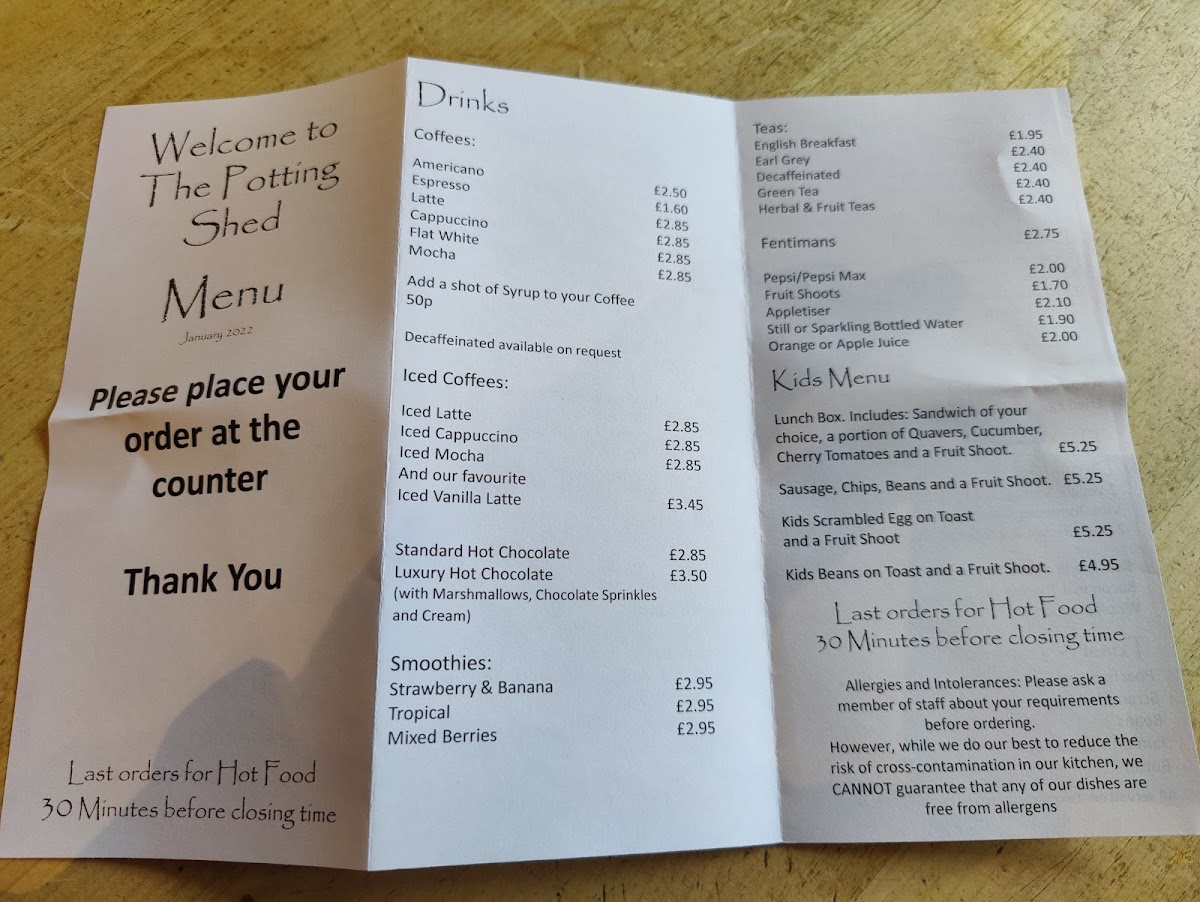 Welcome to
The Potting
Shed
Menu
January 2022
Please place your
order at the
counter
Thank You
Last orders for Hot Food
30 Minutes before closing time
Drinks
Coffees:
Americano £2.50
Espresso £1.60
Latte £2.85
Cappuccino £2.85
Flat White £2.85
Mocha £2.85
Add a shot of Syrup to your Coffee
50p
Decaffeinated available on request
Iced Coffees:
Iced Latte £2.85
Iced Cappuccino £2.85
Iced Mocha £2.85
And our favourite
Iced Vanilla Latte £3.45
Standard Hot Chocolate £2.85
Luxury Hot Chocolate £3.50
(with Marshmallows, Chocolate Sprinkles
and Cream)
Smoothies:
Strawberry & Banana £2.95
Tropical £2.95
Mixed Berries £2.95
Teas:
English Breakfast £1.95
Earl Grey £2.40
Decaffeinated £2.40
Green Tea £2.40
Herbal & Fruit Teas £2.40
Fentimans £2.75
Pepsi/Pepsi Max £2.00
Fruit Shoots £1.70
Appletiser £2.10
Still or Sparkling Bottled Water £1.90
Orange or Apple Juice £2.00
Kids Menu
Lunch Box. Includes: Sandwich of your
choice, a portion of Quavers, Cucumber,
Cherry Tomatoes and a Fruit Shoot. £5.25
Sausage, Chips, Beans and a Fruit Shoot. £5.25
Kids Scrambled Egg on Toast
and a Fruit Shoot £5.25
Kids Beans on Toast and a Fruit Shoot. £4.95
Last orders for Hot Food
30 Minutes before closing time
Allergies and Intolerances: Please ask a
member of staff about your requirements
before ordering.
However, while we do our best to reduce the
risk of cross-contamination in our kitchen, we
CANNOT guarantee that any of our dishes are
free from allergens